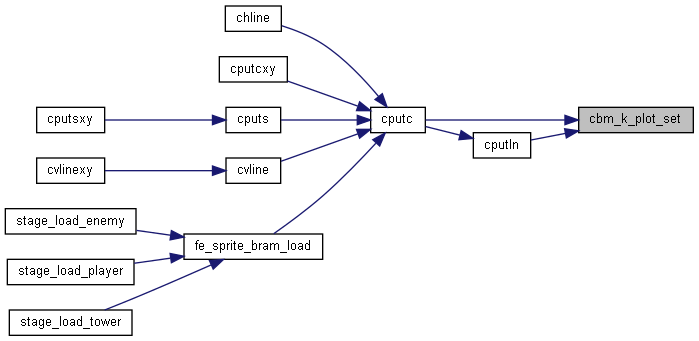 chline
cputcxy
cputsxy
cputs
cputc
cbm_k_plot_set
cputln
cvlinexy
cvline
stage_load_enemy
fe_sprite_bram_load
stage_load_player
stage_load_tower